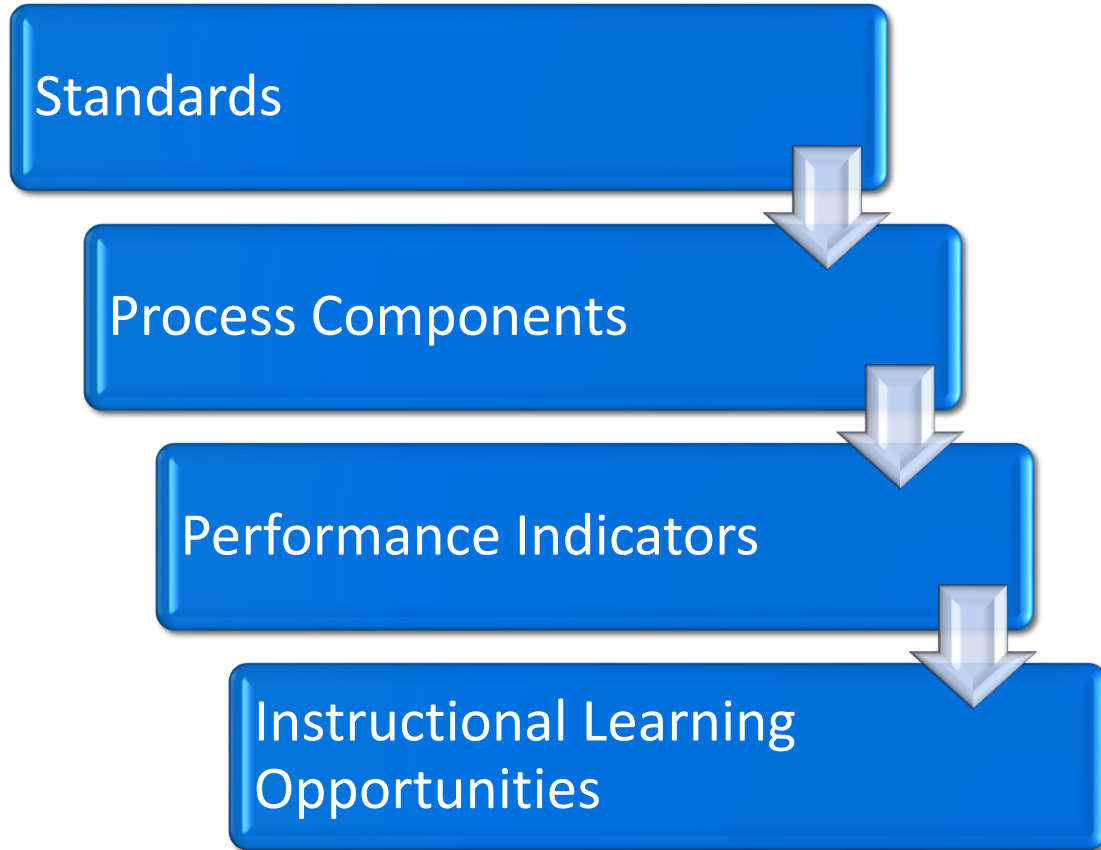 Standards
Process Components
Performance Indicators
Instructional Learning
Opportunities